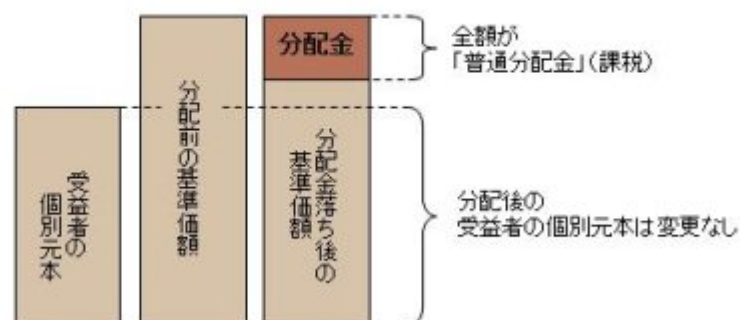 受益者の
個別元本
分配前の基準価額
分配金
分配金落ち後の
基準価額
全額が
「普通分配金」(課税)
分配後の
受益者の個別元本は変更なし